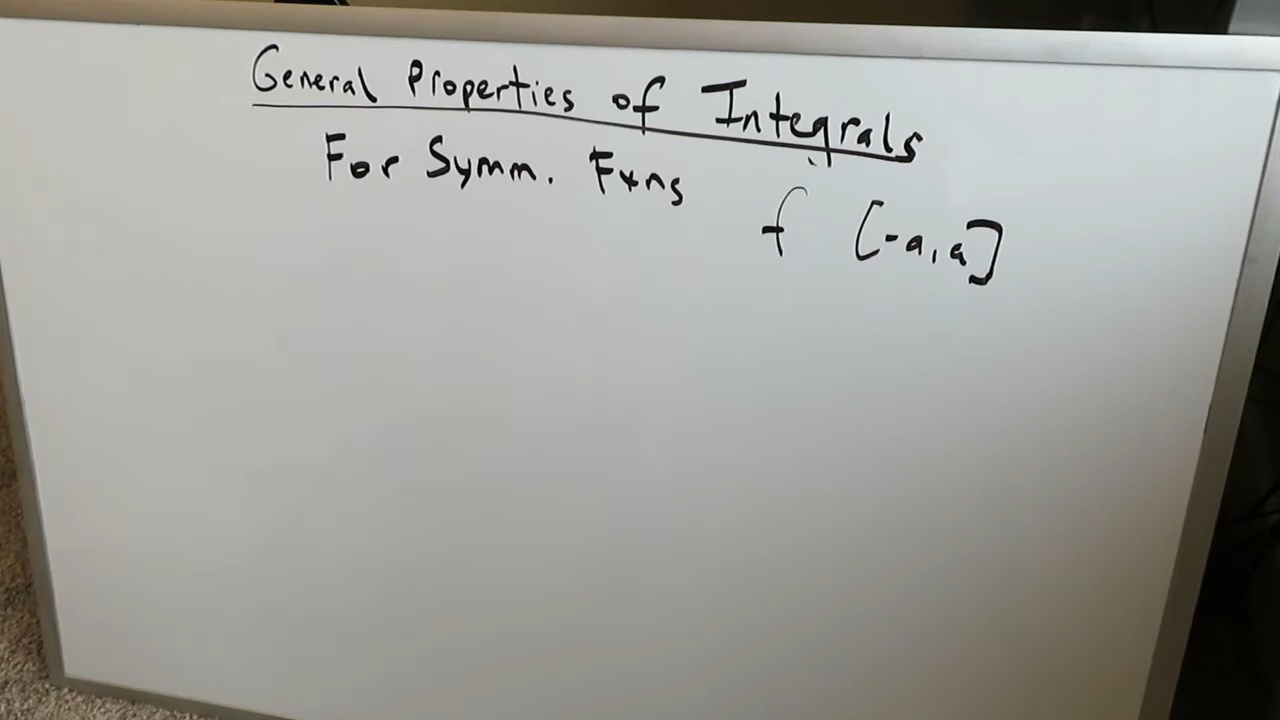 General Properties of Integrals
For Symm. Fxns
f [-a, a]